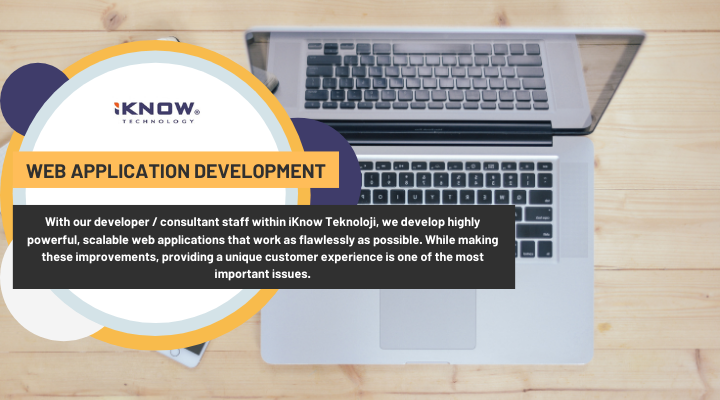 iKNOW®
TECHNOLOGY
WEB APPLICATION DEVELOPMENT
With our developer / consultant staff within iKnow Teknoloji, we develop highly
powerful, scalable web applications that work as flawlessly as possible. While making
these improvements, providing a unique customer experience is one of the most
important issues.